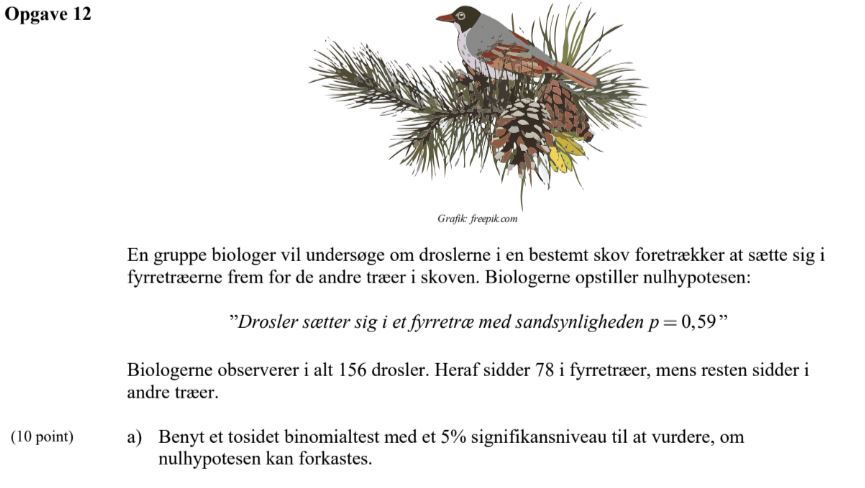 Opgave 12
Grafik: freepik.com
En gruppe biologer vil undersøge om droslerne i en bestemt skov foretrækker at sætte sig i
fyrretræerne frem for de andre træer i skoven. Biologerne opstiller nulhypotesen:
”Drosler sætter sig i et fyrretræ med sandsynligheden p = 0,59”
Biologerne observerer i alt 156 drosler. Heraf sidder 78 i fyrretræer, mens resten sidder i
andre træer.
(10 point) a) Benyt et tosidet binomialtest med et 5% signifikansniveau til at vurdere, om
nulhypotesen kan forkastes.